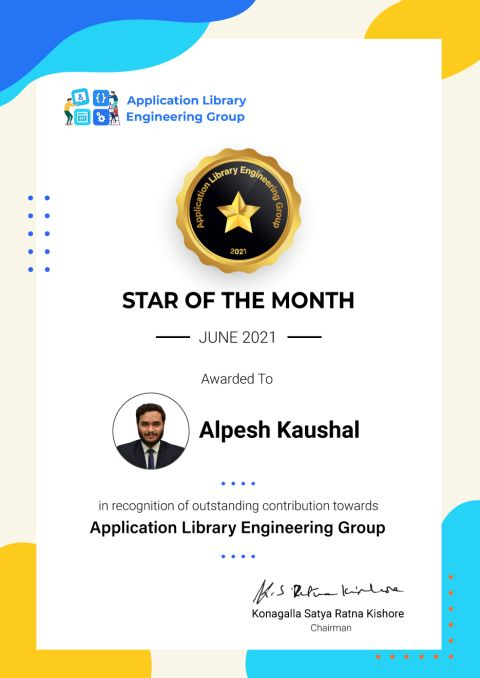 Application Library
Engineering Group
Application Library Engineering Group
2021
STAR OF THE MONTH
JUNE 2021
Awarded To
Alpesh Kaushal
in recognition of outstanding contribution towards
Application Library Engineering Group
K.S Ratna Kishore
Konagalla Satya Ratna Kishore
Chairman